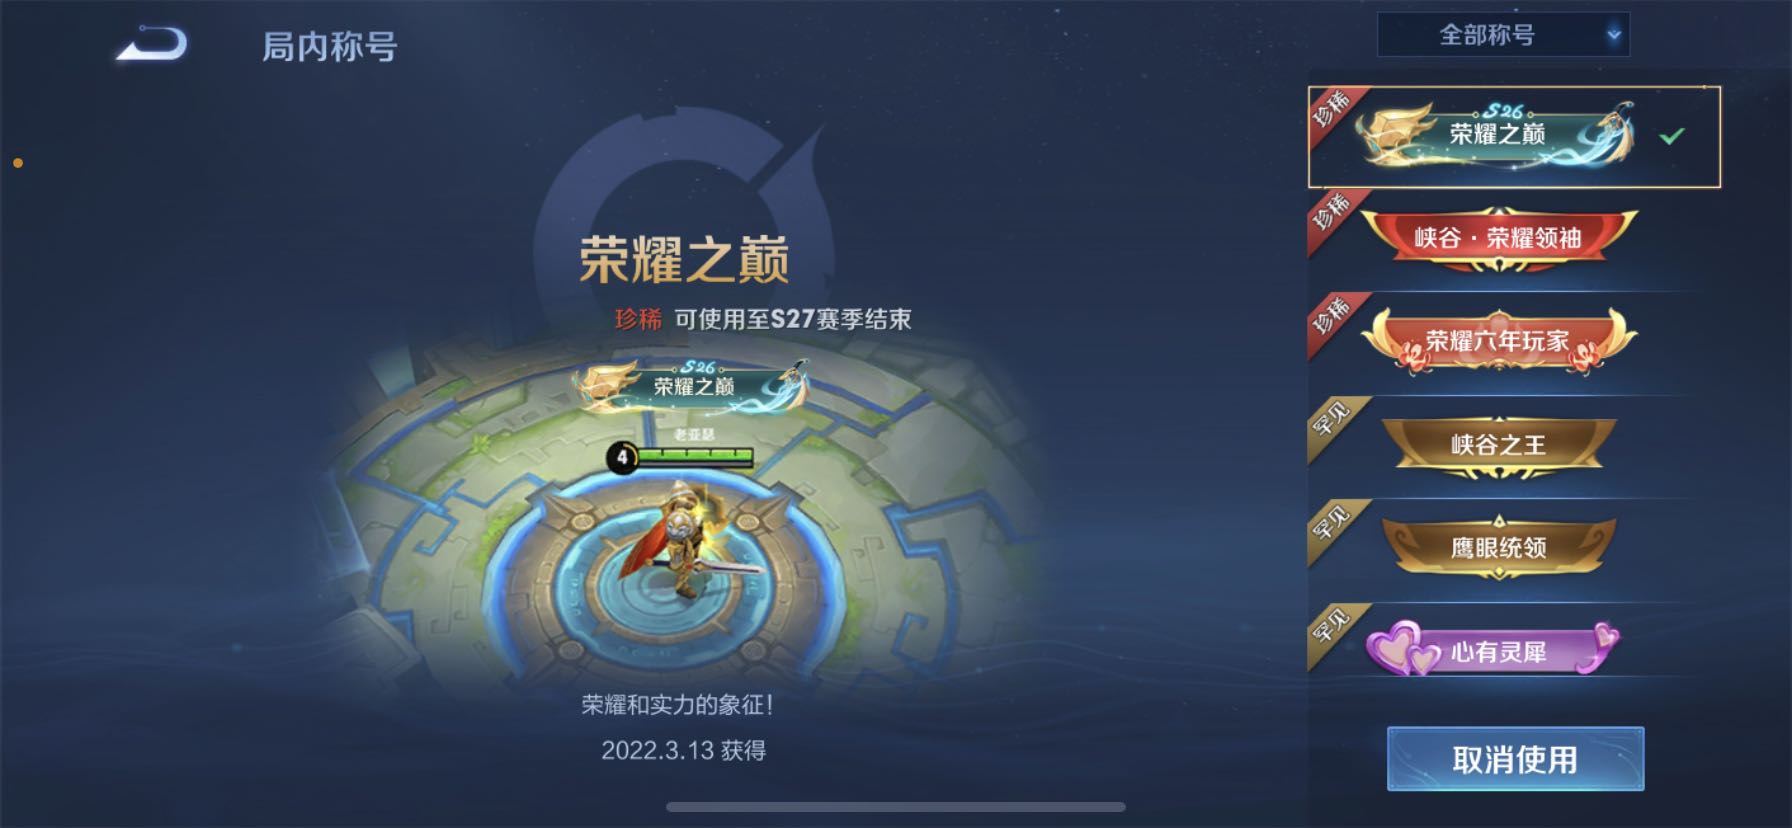 局内称号
荣耀之巅
珍稀 可使用至S27赛季结束
S26
荣耀之巅
老亚瑟
4
荣耀和实力的象征！
2022.3.13 获得
全部称号
珍稀
S26
荣耀之巅
珍稀
峡谷·荣耀领袖
珍稀
荣耀六年玩家
罕见
峡谷之王
罕见
鹰眼统领
罕见
心有灵犀
取消使用